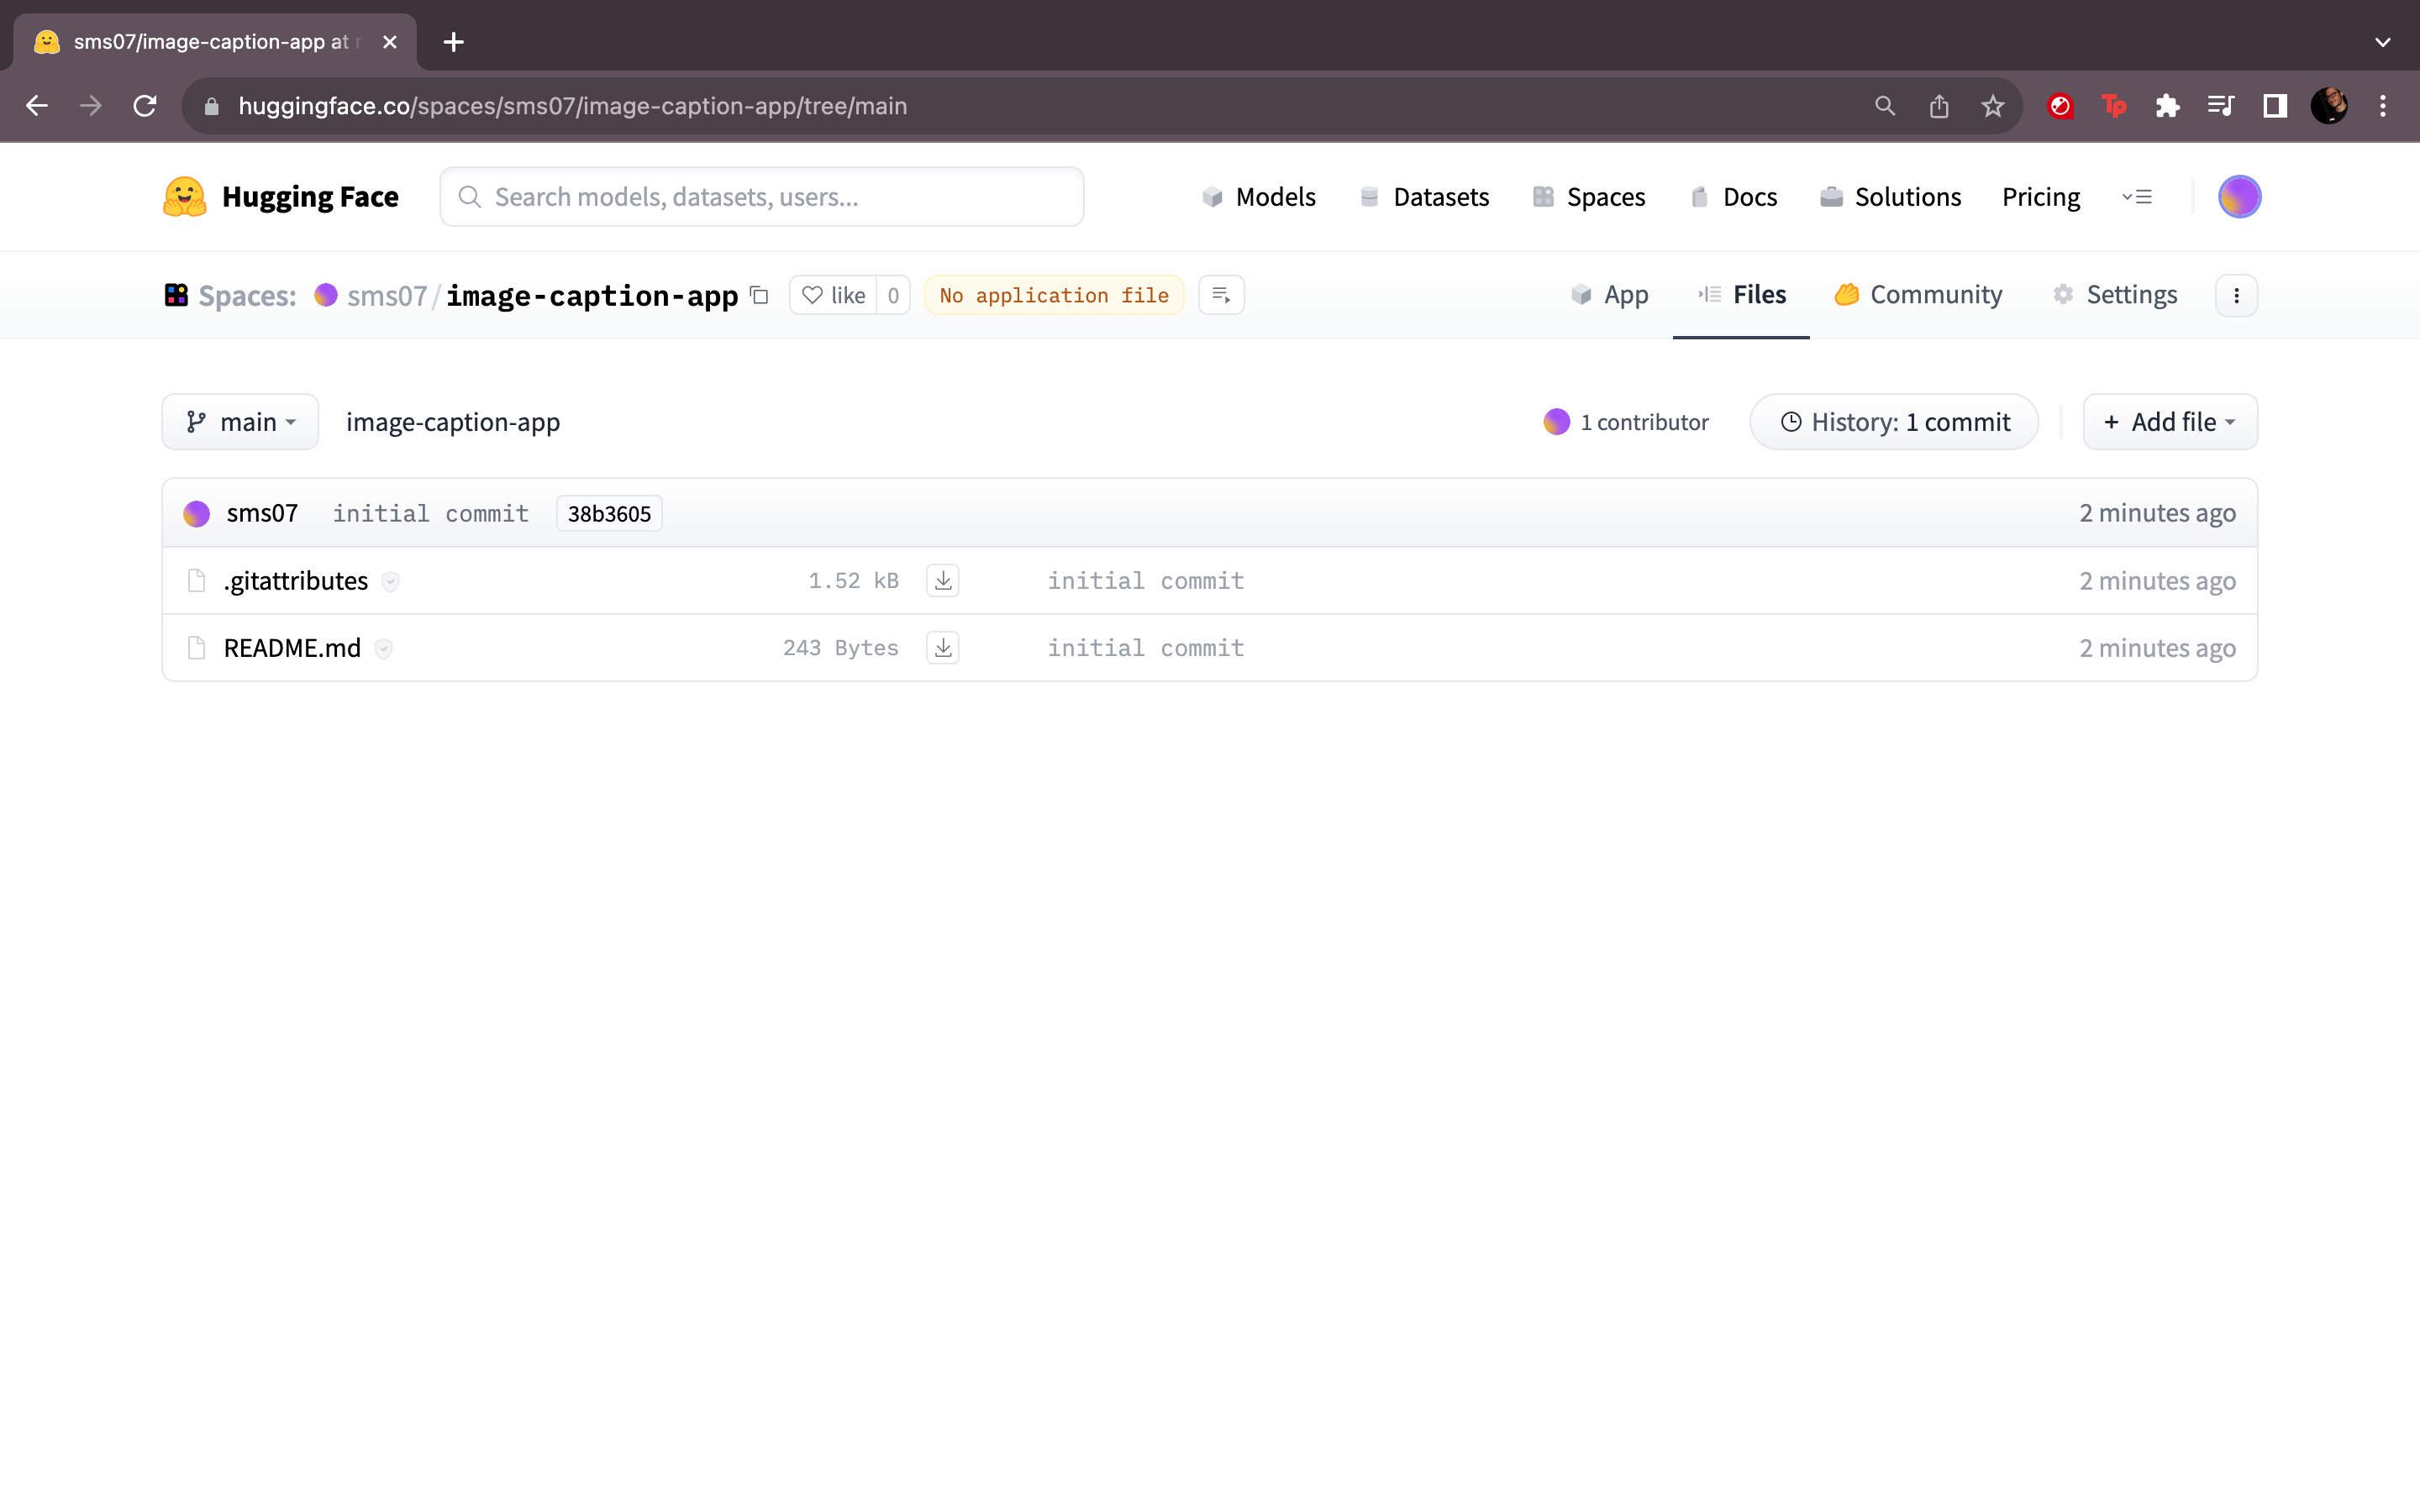 sms07/image-caption-app at
huggingface.co/spaces/sms07/image-caption-app/tree/main
Tp
Hugging Face
Search models, datasets, users...
Models
Datasets
Spaces
Docs
Solutions
Pricing
Spaces: sms07/image-caption-app
like 0
No application file
App
Files
Community
Settings
main
image-caption-app
1 contributor
History: 1 commit
+ Add file
sms07 initial commit 38b3605 2 minutes ago
.gitattributes 1.52 kB initial commit 2 minutes ago
README.md 243 Bytes initial commit 2 minutes ago